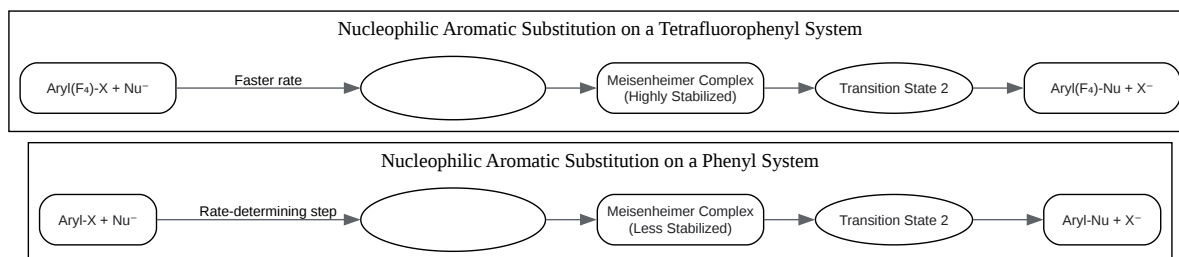 Nucleophilic Aromatic Substitution on a Tetrafluorophenyl System
Aryl(F₄)-X + Nu⁻
Faster rate
Meisenheimer Complex
(Highly Stabilized)
Transition State 2
Aryl(F₄)-Nu + X⁻
Nucleophilic Aromatic Substitution on a Phenyl System
Aryl-X + Nu⁻
Rate-determining step
Meisenheimer Complex
(Less Stabilized)
Transition State 2
Aryl-Nu + X⁻